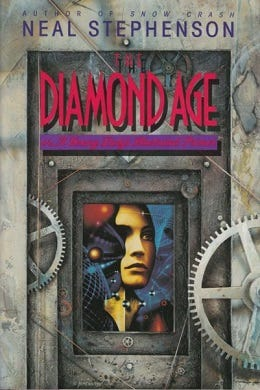 AUTHOR OF SNOW CRASH
NEAL STEPHENSON
THE
DIAMOND AGE